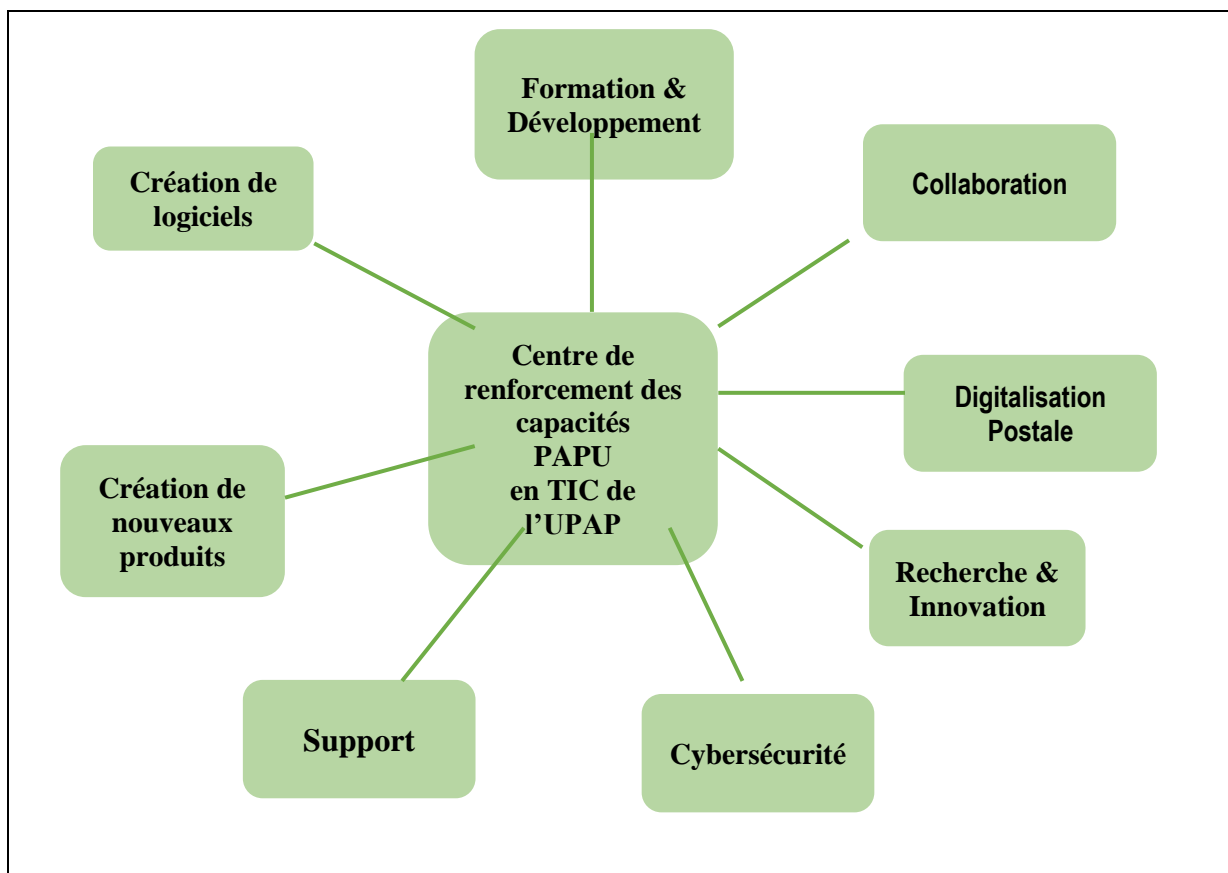 Formation &
Développement
Création de
logiciels
Collaboration
Centre de
renforcement des
capacités
PAPU
en TIC de
l’UPAP
Digitalisation
Postale
Création de
nouveaux
produits
Recherche &
Innovation
Support
Cybersécurité